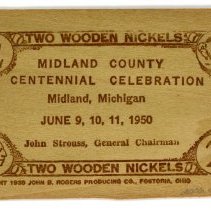 TWO WOODEN NICKELS
MIDLAND COUNTY
CENTENNIAL CELEBRATION
Midland, Michigan
JUNE 9, 10, 11, 1950
John Strouss, General Chairman
TWO WOODEN NICKELS
JOHN B. ROGERS PRODUCING CO., FOSTORIA, OHIO